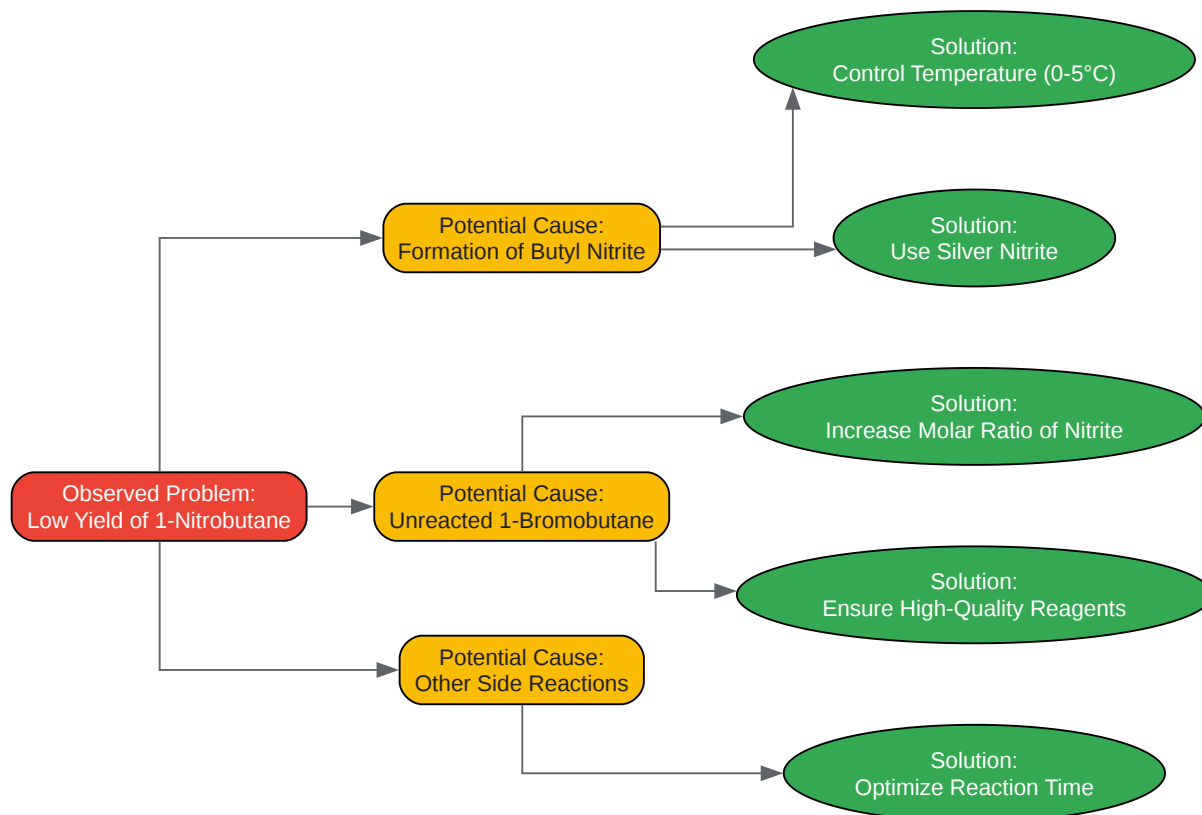 Solution:
Control Temperature (0-5°C)
Potential Cause:
Formation of Butyl Nitrite
Solution:
Use Silver Nitrite
Solution:
Increase Molar Ratio of Nitrite
Observed Problem:
Low Yield of 1-Nitrobutane
Potential Cause:
Unreacted 1-Bromobutane
Solution:
Ensure High-Quality Reagents
Potential Cause:
Other Side Reactions
Solution:
Optimize Reaction Time